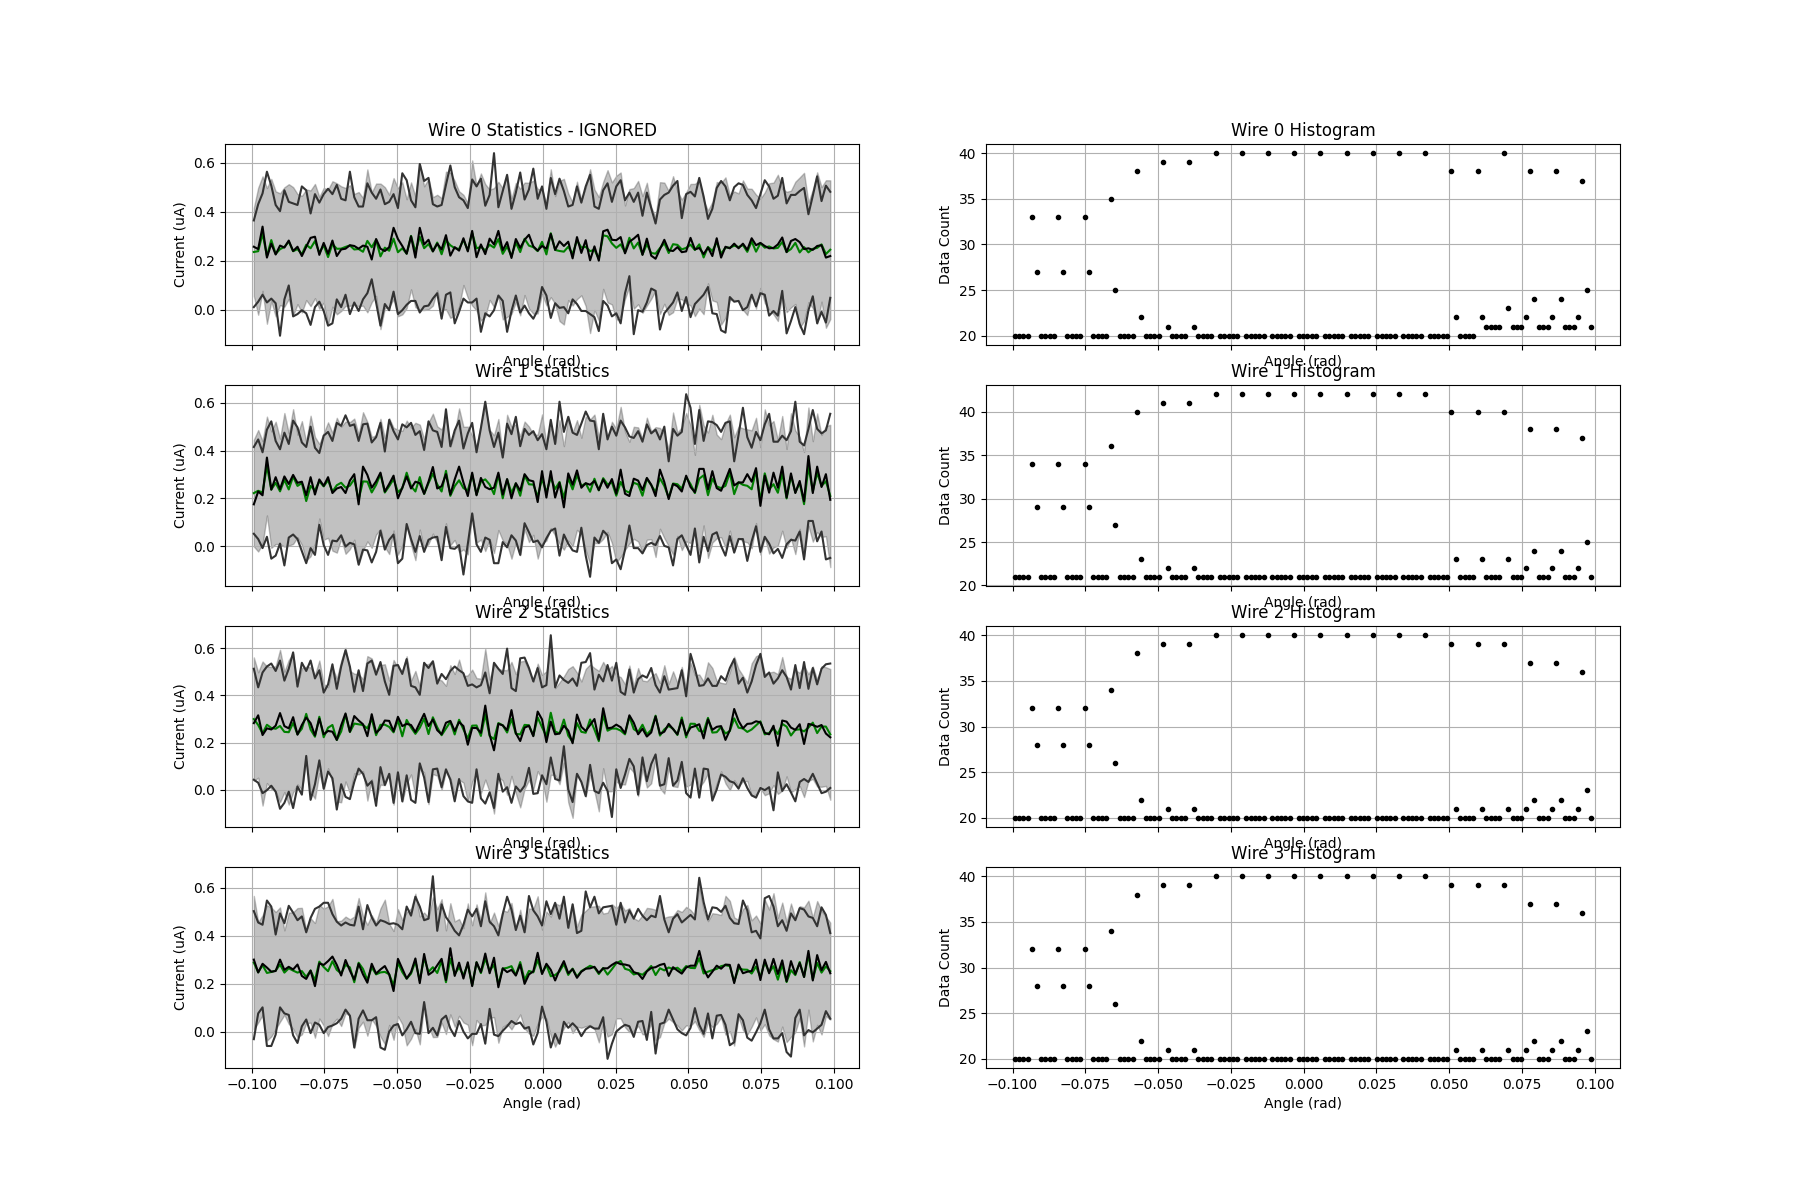 Wire 0 Statistics - IGNORED
Wire 0 Histogram
Current (uA)
0.6
0.4
0.2
0.0
Angle (rad)
Data Count
40
35
30
25
20
Angle (rad)
Wire 1 Statistics
Wire 1 Histogram
Current (uA)
0.6
0.4
0.2
0.0
Angle (rad)
Data Count
40
35
30
25
20
Angle (rad)
Wire 2 Statistics
Wire 2 Histogram
Current (uA)
0.6
0.4
0.2
0.0
Angle (rad)
Data Count
40
35
30
25
20
Angle (rad)
Wire 3 Statistics
Wire 3 Histogram
Current (uA)
0.6
0.4
0.2
0.0
−0.100 −0.075 −0.050 −0.025 0.000 0.025 0.050 0.075 0.100
Angle (rad)
Data Count
40
35
30
25
20
−0.100 −0.075 −0.050 −0.025 0.000 0.025 0.050 0.075 0.100
Angle (rad)